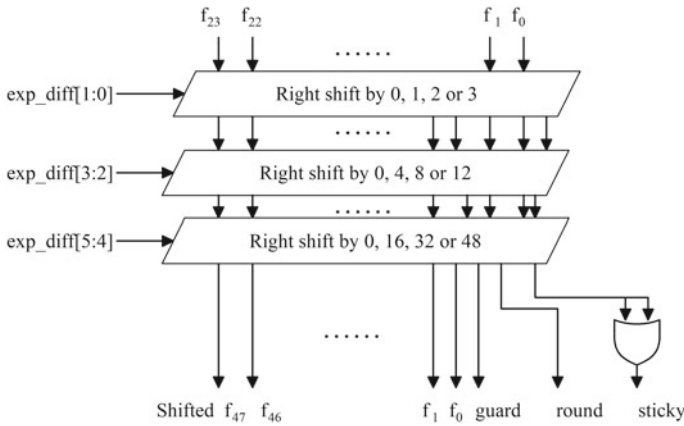 f23 f22 ...... f1 f0
exp_diff[1:0] Right shift by 0, 1, 2 or 3
......
exp_diff[3:2] Right shift by 0, 4, 8 or 12
......
exp_diff[5:4] Right shift by 0, 16, 32 or 48
......
Shifted f47 f46 f1 f0 guard round sticky